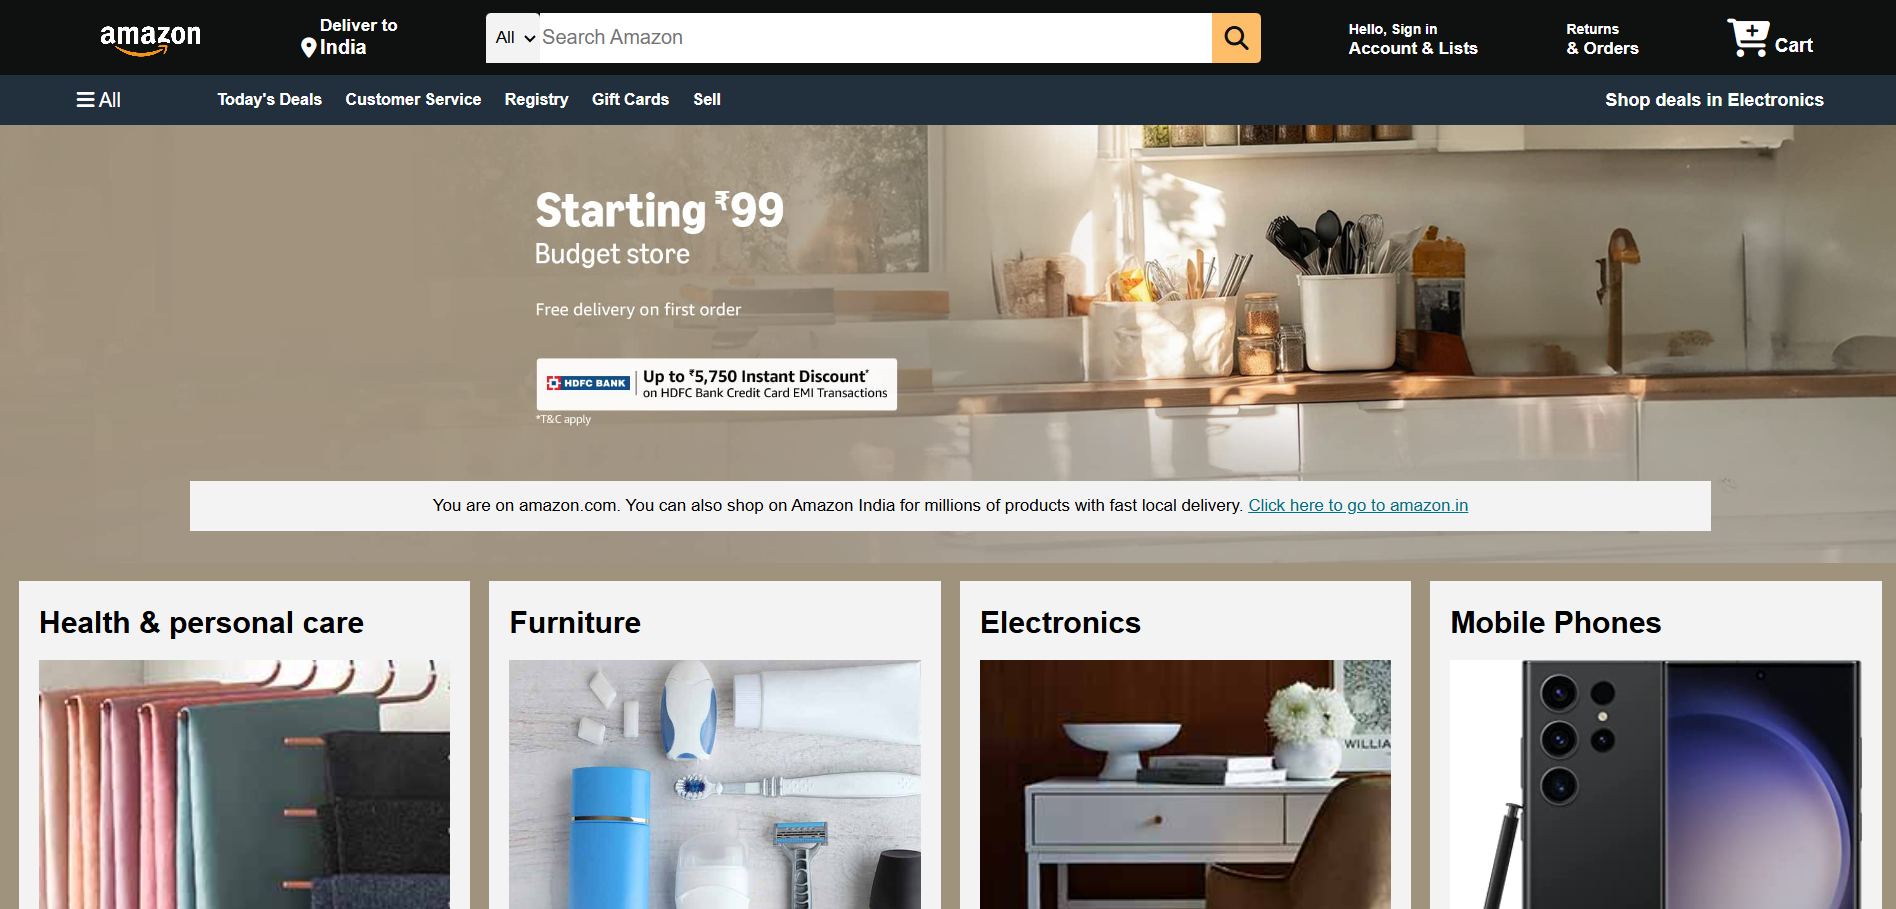 amazon
Deliver to
India
All
Search Amazon
Hello, Sign in
Account & Lists
Returns
& Orders
Cart
All
Today's Deals
Customer Service
Registry
Gift Cards
Sell
Shop deals in Electronics
Starting ₹99
Budget store
Free delivery on first order
HDFC BANK
Up to ₹5,750 Instant Discount*
on HDFC Bank Credit Card EMI Transactions
*T&C apply
You are on amazon.com. You can also shop on Amazon India for millions of products with fast local delivery. Click here to go to amazon.in
Health & personal care
Furniture
Electronics
Mobile Phones
WILLIA